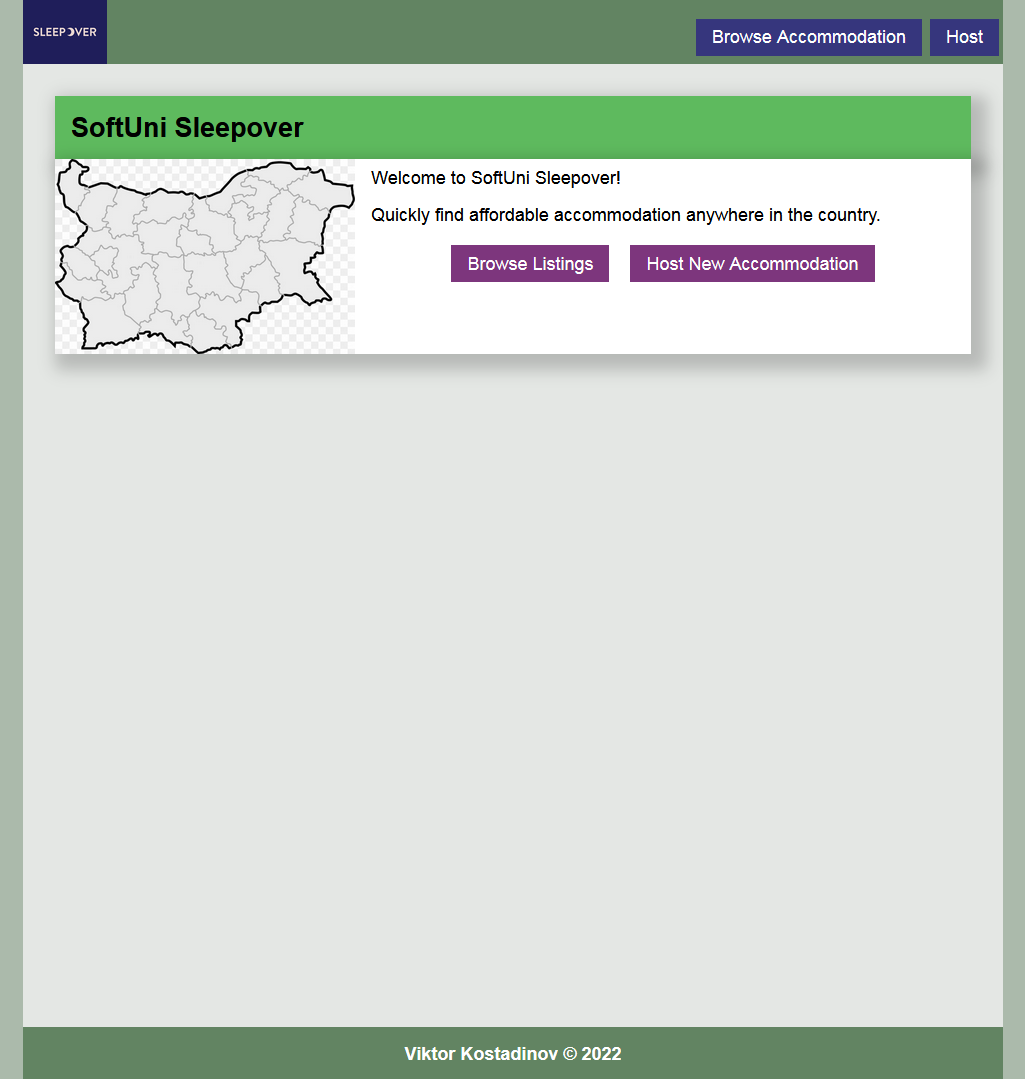 SLEEPOVER
Browse Accommodation
Host
SoftUni Sleepover
Welcome to SoftUni Sleepover!
Quickly find affordable accommodation anywhere in the country.
Browse Listings
Host New Accommodation
Viktor Kostadinov © 2022